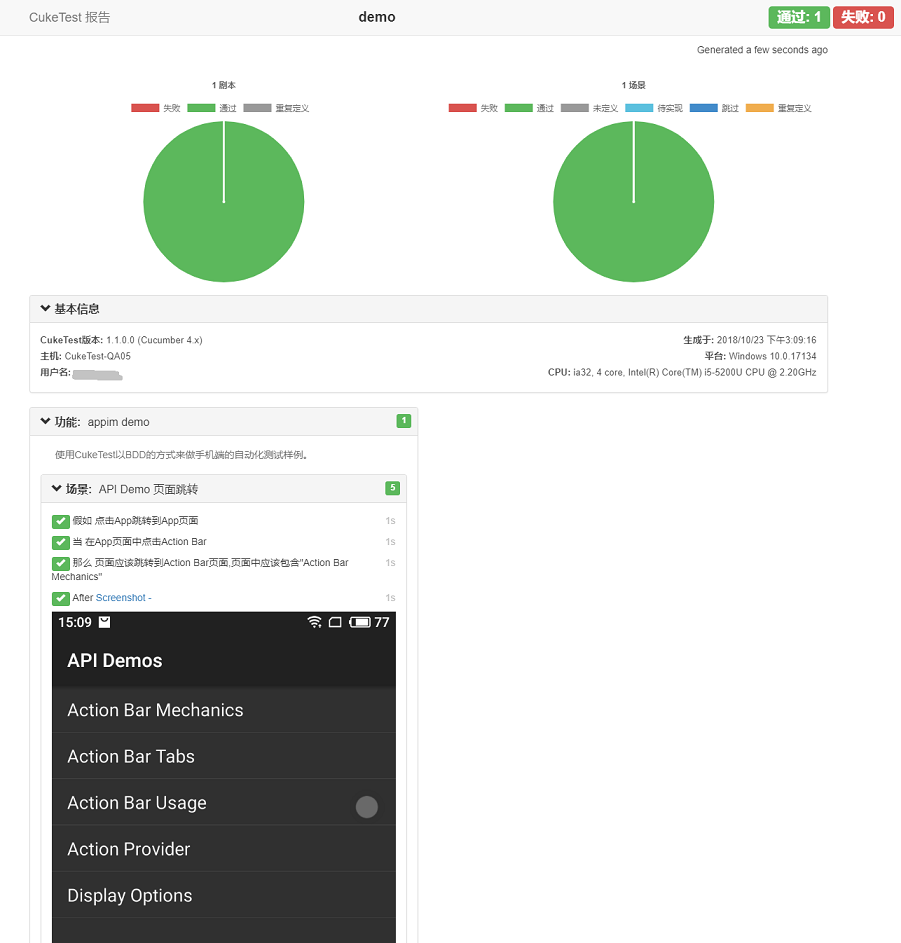 CukeTest 报告
demo
通过: 1
失败: 0
Generated a few seconds ago
1 剧本
失败 通过 重复定义
1 场景
失败 通过 未定义 待实现 跳过 重复定义
基本信息
CukeTest版本: 1.1.0.0 (Cucumber 4.x)
主机: CukeTest-QA05
用户名:
生成于: 2018/10/23 下午3:09:16
平台: Windows 10.0.17134
CPU: ia32, 4 core, Intel(R) Core(TM) i5-5200U CPU @ 2.20GHz
功能: appim demo 1
使用CukeTest以BDD的方式来做手机端的自动化测试样例。
场景: API Demo 页面跳转 5
假如 点击App跳转到App页面 1s
当 在App页面中点击Action Bar 1s
那么 页面应该跳转到Action Bar页面,页面中应该包含"Action Bar 1s
Mechanics"
After Screenshot - 1s
15:09 77
API Demos
Action Bar Mechanics
Action Bar Tabs
Action Bar Usage
Action Provider
Display Options